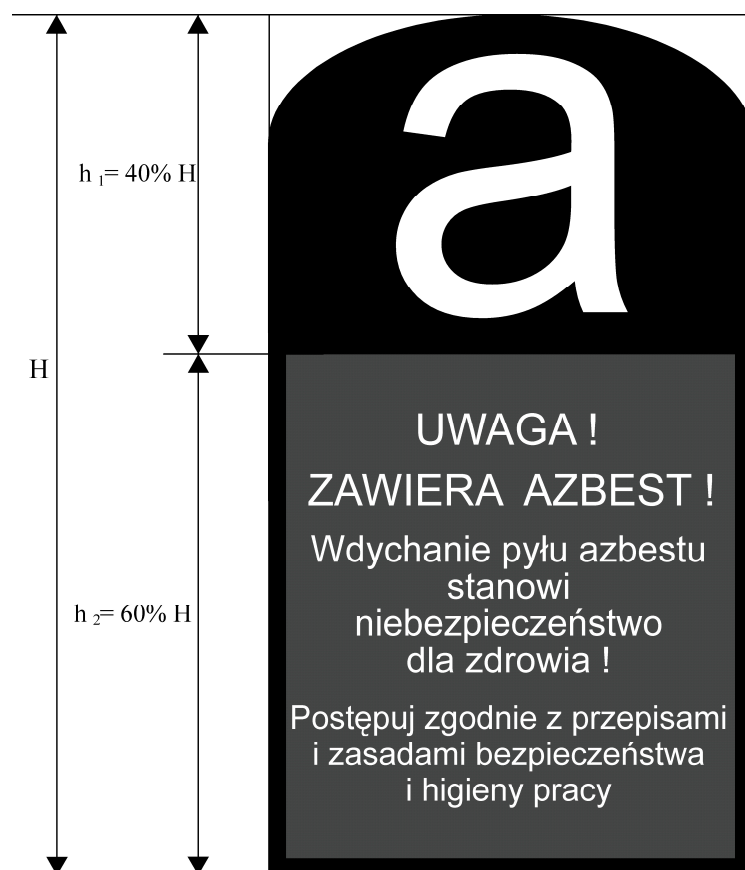 a
h 1= 40% H
H
h 2= 60% H
UWAGA !
ZAWIERA AZBEST !
Wdychanie pyłu azbestu
stanowi
niebezpieczeństwo
dla zdrowia !
Postępuj zgodnie z przepisami
i zasadami bezpieczeństwa
i higieny pracy